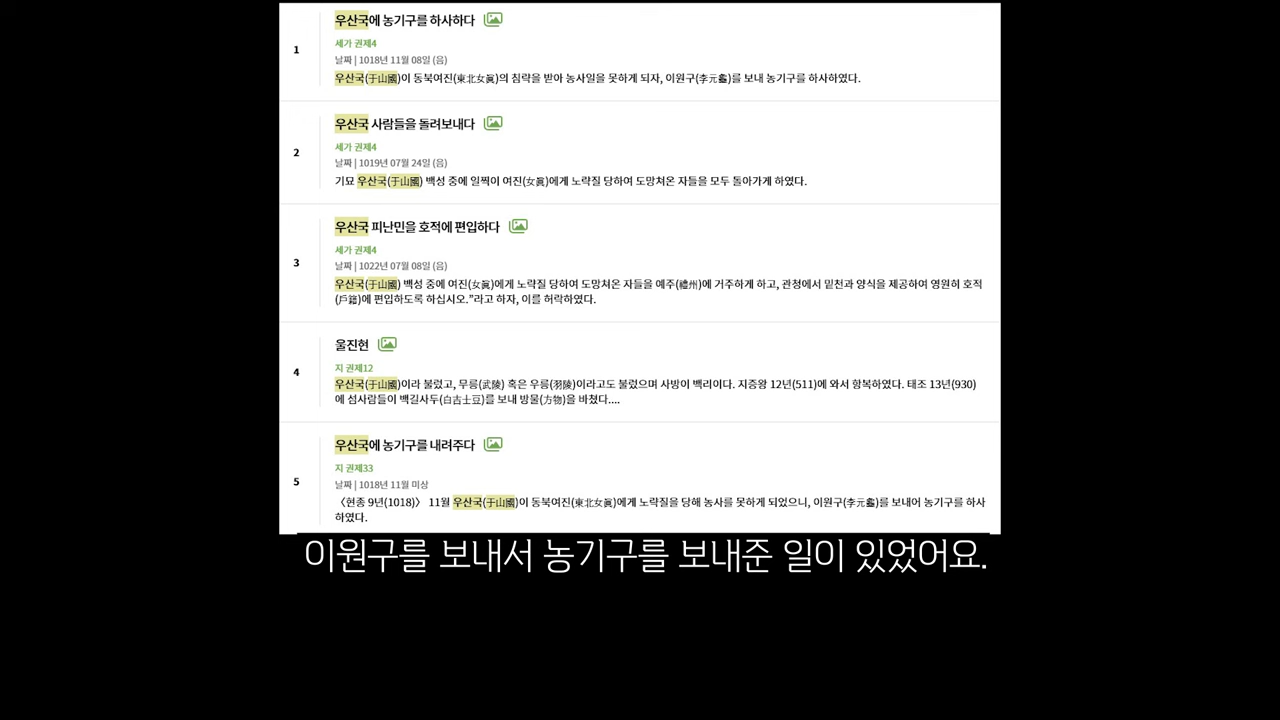 우산국에 농기구를 하사하다
1
세가 권제4
날짜 | 1018년 11월 08일 (음)
우산국(于山國)이 동북여진(東北女眞)의 침략을 받아 농사일을 못하게 되자, 이원구(李元龜)를 보내 농기구를 하사하였다.
우산국 사람들을 돌려보내다
2
세가 권제4
날짜 | 1019년 07월 24일 (음)
기묘 우산국(于山國) 백성 중에 일찍이 여진(女眞)에게 노략질 당하여 도망쳐온 자들을 모두 돌아가게 하였다.
우산국 피난민을 호적에 편입하다
3
세가 권제4
날짜 | 1022년 07월 08일 (음)
우산국(于山國) 백성 중에 여진(女眞)에게 노략질 당하여 도망쳐온 자들을 예주(禮州)에 거주하게 하고, 관청에서 밑천과 양식을 제공하여 영원히 호적
(戶籍)에 편입하도록 하십시오.”라고 하자, 이를 허락하였다.
울진현
4
지 권제12
우산국(于山國)이라 불렸고, 무릉(武陵) 혹은 우릉(羽陵)이라고도 불렸으며 사방이 백리이다. 지증왕 12년(511)에 와서 항복하였다. 태조 13년(930)
에 섬사람들이 백길사두(白吉士豆)를 보내 방물(方物)을 바쳤다....
우산국에 농기구를 내려주다
5
지 권제33
날짜 | 1018년 11월 미상
〈현종 9년(1018)〉 11월 우산국(于山國)이 동북여진(東北女眞)에게 노략질을 당해 농사를 못하게 되었으니, 이원구(李元龜)를 보내어 농기구를 하사
하였다.
이원구를 보내서 농기구를 보내준 일이 있었어요.